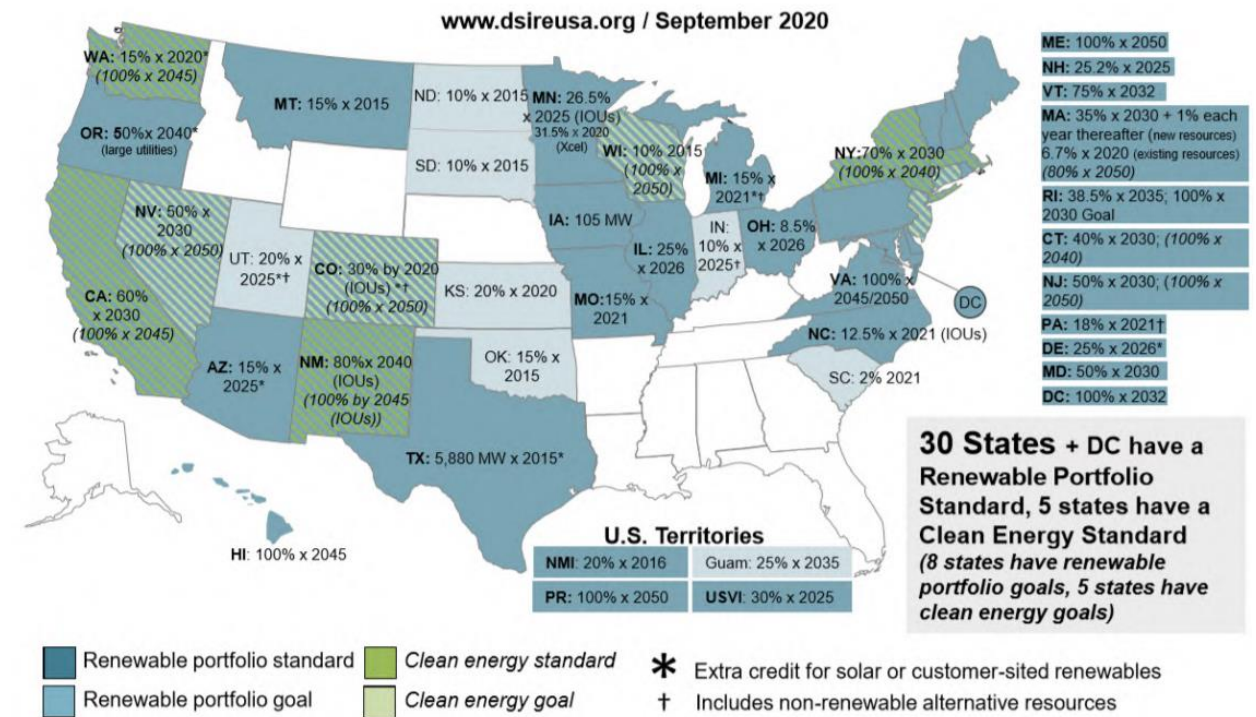 www.dsireusa.org / September 2020
WA: 15% x 2020*
(100% x 2045)
OR: 50%x 2040*
(large utilities)
MT: 15% x 2015
ND: 10% x 2015
SD: 10% x 2015
MN: 26.5%
x 2025 (IOUs)
31.5% x 2020
(Xcel)
WI: 10% 2015
(100% x
2050)
MI: 15% x
2021*†
NY:70% x 2030
(100% x 2040)
NV: 50% x
2030
(100% x 2050)
UT: 20% x
2025*†
CO: 30% by 2020
(IOUs) *†
(100% x 2050)
CA: 60%
x 2030
(100% x 2045)
IA: 105 MW
IL: 25%
x 2026
IN:
10% x
2025†
OH: 8.5%
x 2026
KS: 20% x 2020
MO:15% x
2021
VA: 100% x
2045/2050
DC
NC: 12.5% x 2021 (IOUs)
AZ: 15% x
2025*
NM: 80%x 2040
(IOUs)
(100% by 2045
(IOUs))
OK: 15% x
2015
SC: 2% 2021
TX: 5,880 MW x 2015*
HI: 100% x 2045
ME: 100% x 2050
NH: 25.2% x 2025
VT: 75% x 2032
MA: 35% x 2030 + 1% each
year thereafter (new resources)
6.7% x 2020 (existing resources)
(80% x 2050)
RI: 38.5% x 2035; 100% x
2030 Goal
CT: 40% x 2030; (100% x
2040)
NJ: 50% x 2030; (100% x
2050)
PA: 18% x 2021†
DE: 25% x 2026*
MD: 50% x 2030
DC: 100% x 2032
30 States + DC have a
Renewable Portfolio
Standard, 5 states have a
Clean Energy Standard
(8 states have renewable
portfolio goals, 5 states have
clean energy goals)
U.S. Territories
NMI: 20% x 2016
Guam: 25% x 2035
PR: 100% x 2050
USVI: 30% x 2025
Renewable portfolio standard
Renewable portfolio goal
Clean energy standard
Clean energy goal
* Extra credit for solar or customer-sited renewables
† Includes non-renewable alternative resources